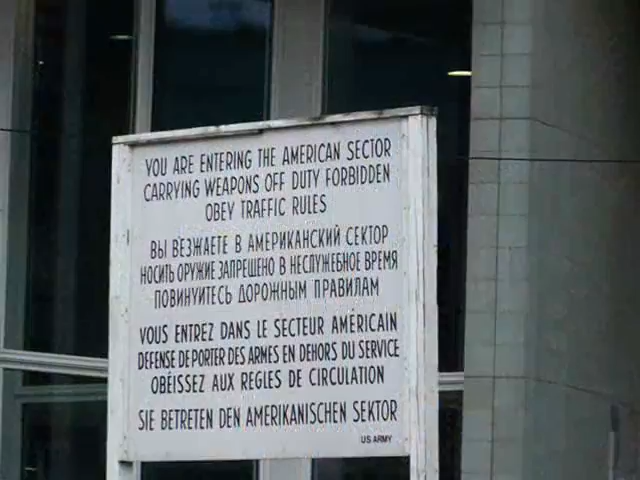 YOU ARE ENTERING THE AMERICAN SECTOR
CARRYING WEAPONS OFF DUTY FORBIDDEN
OBEY TRAFFIC RULES
ВЫ ВЪЕЗЖАЕТЕ В АМЕРИКАНСКИЙ СЕКТОР
НОСИТЬ ОРУЖИЕ ЗАПРЕЩЕНО В НЕСЛУЖЕБНОЕ ВРЕМЯ
ПОВИНУЙТЕСЬ ДОРОЖНЫМ ПРАВИЛАМ
VOUS ENTREZ DANS LE SECTEUR AMÉRICAIN
DEFENSE DE PORTER DES ARMES EN DEHORS DU SERVICE
OBÉISSEZ AUX REGLES DE CIRCULATION
SIE BETRETEN DEN AMERIKANISCHEN SEKTOR
US ARMY